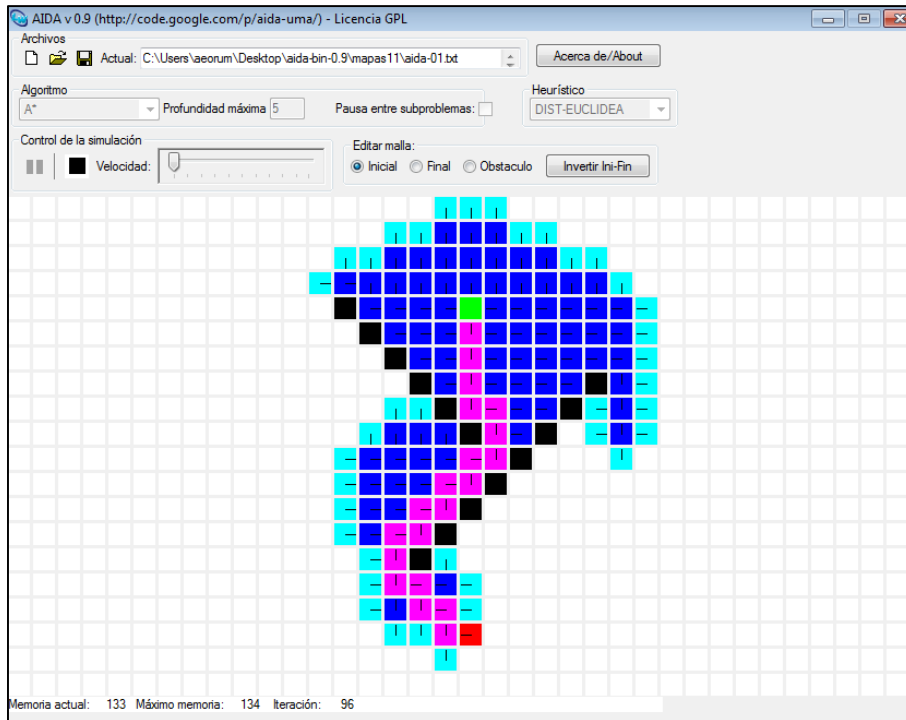 AIDA v 0.9 (http://code.google.com/p/aida-uma/) - Licencia GPL
Archivos
Actual: C:\Users\aeorum\Desktop\aida-bin-0.9\mapas11\aida-01.txt
Acerca de/About
Algoritmo
Heurístico
A* Profundidad máxima 5 Pausa entre subproblemas: DIST-EUCLIDEA
Control de la simulación
Editar malla:
Velocidad: Inicial Final Obstaculo Invertir Ini-Fin
Memoria actual: 133 Máximo memoria: 134 Iteración: 96